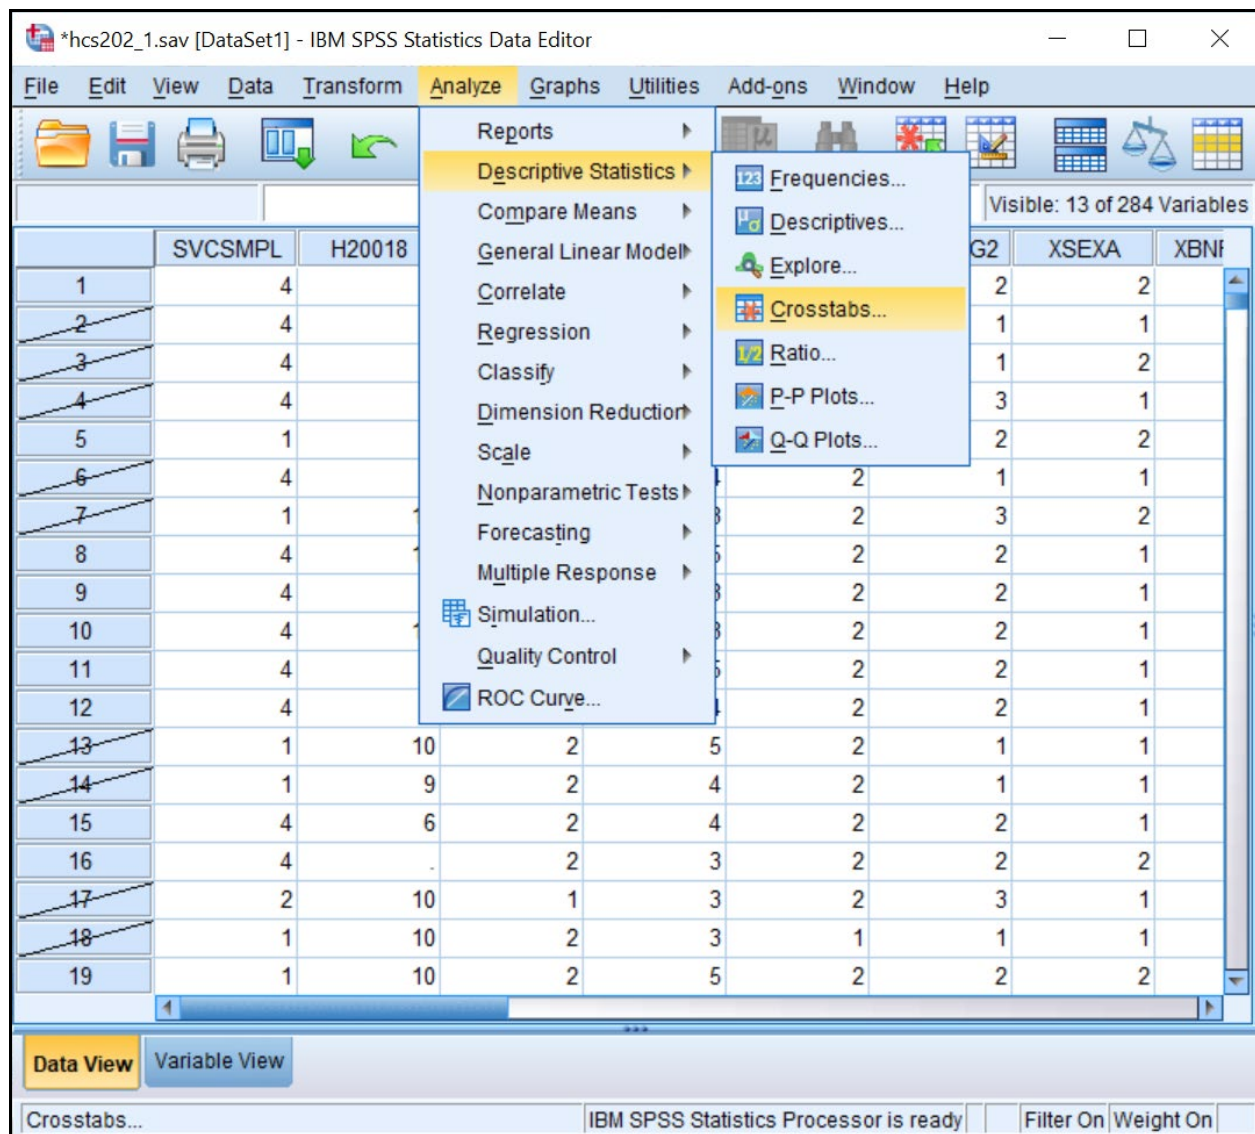 *hcs202_1.sav [DataSet1] - IBM SPSS Statistics Data Editor
File Edit View Data Transform Analyze Graphs Utilities Add-ons Window Help
Reports
Descriptive Statistics
Compare Means
General Linear Model
Correlate
Regression
Classify
Dimension Reduction
Scale
Nonparametric Tests
Forecasting
Multiple Response
Simulation...
Quality Control
ROC Curve...
123 Frequencies...
Descriptives...
Explore...
Crosstabs...
1/2 Ratio...
P-P Plots...
Q-Q Plots...
Visible: 13 of 284 Variables
SVCSMPL H20018 G2 XSEXA XBNF
1 4 2 2
2 4 1 1
3 4 1 2
4 4 3 1
5 1 2 2
6 4 2 1 1
7 1 2 3 2
8 4 2 2 1
9 4 2 2 1
10 4 2 2 1
11 4 2 2 1
12 4 2 2 1
13 1 10 2 5 2 1 1
14 1 9 2 4 2 1 1
15 4 6 2 4 2 2 1
16 4 . 2 3 2 2 2
17 2 10 1 3 2 3 1
18 1 10 2 3 1 1 1
19 1 10 2 5 2 2 2
Data View Variable View
Crosstabs... IBM SPSS Statistics Processor is ready Filter On Weight On